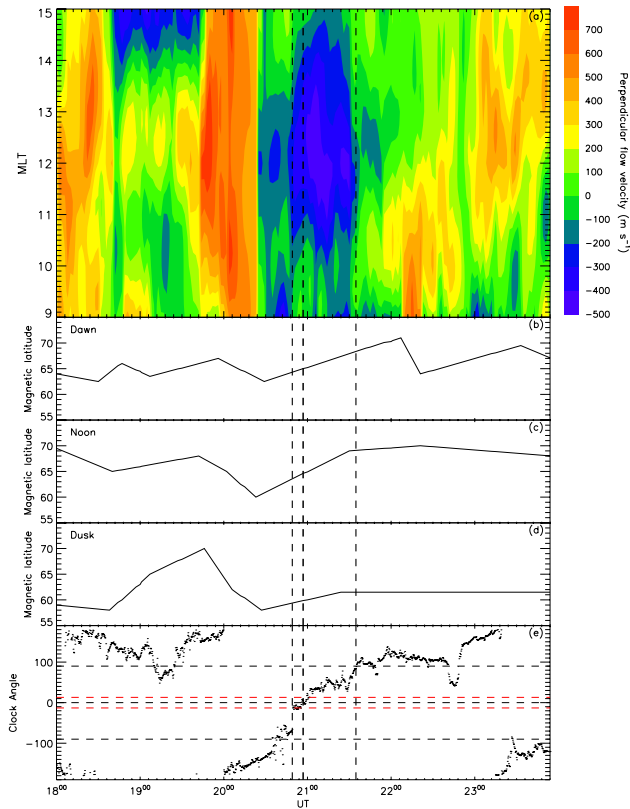 (a)
15
14
13
12
11
10
9
MLT
800
700
600
500
400
300
200
100
0
-100
-200
-300
-400
-500
Perpendicular flow velocity (m s⁻¹)
(b)
Dawn
70
65
60
55
Magnetic latitude
(c)
Noon
70
65
60
55
Magnetic latitude
(d)
Dusk
70
65
60
55
Magnetic latitude
(e)
100
0
-100
Clock Angle
18⁰⁰ 19⁰⁰ 20⁰⁰ 21⁰⁰ 22⁰⁰ 23⁰⁰
UT